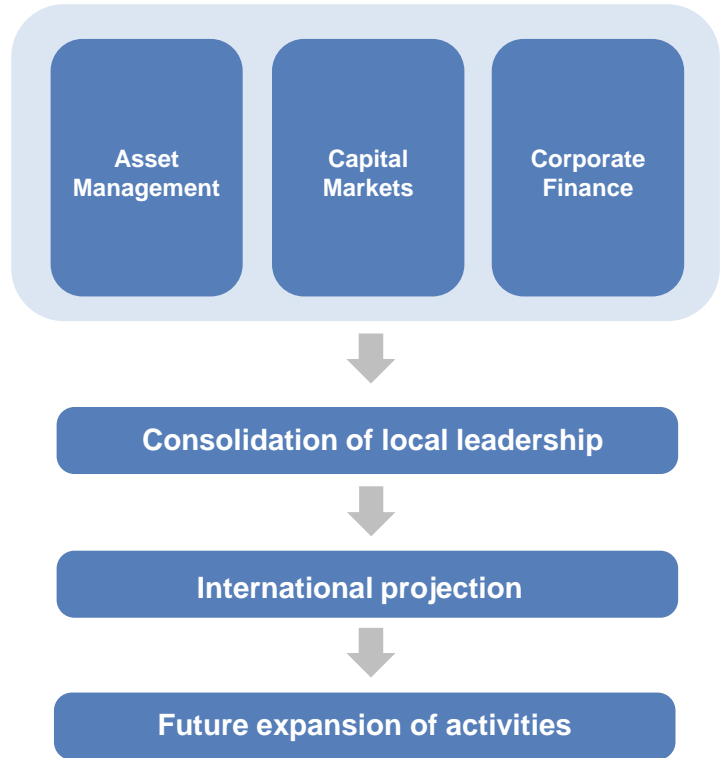 Asset
Management
Capital
Markets
Corporate
Finance
Consolidation of local leadership
International projection
Future expansion of activities